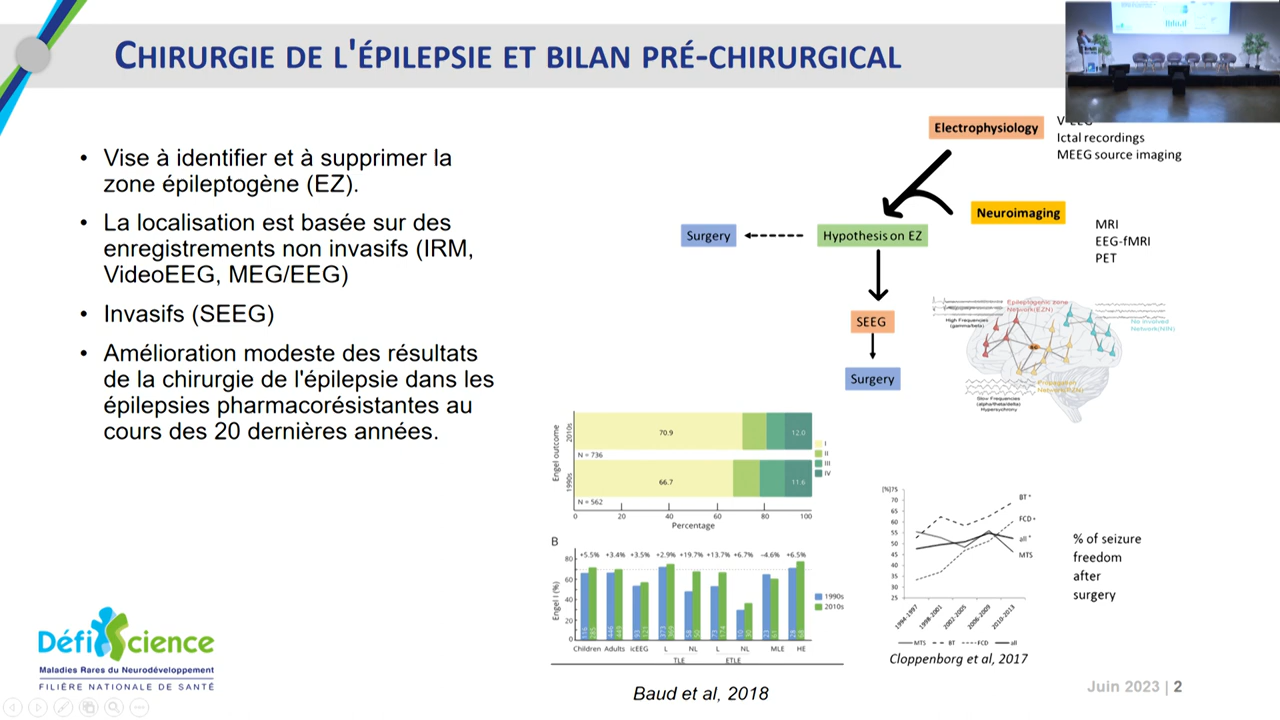 CHIRURGIE DE L'ÉPILEPSIE ET BILAN PRÉ-CHIRURGICAL
• Vise à identifier et à supprimer la
zone épileptogène (EZ).
• La localisation est basée sur des
enregistrements non invasifs (IRM,
VideoEEG, MEG/EEG)
• Invasifs (SEEG)
• Amélioration modeste des résultats
de la chirurgie de l'épilepsie dans les
épilepsies pharmacorésistantes au
cours des 20 dernières années.
Electrophysiology
Ictal recordings
MEEG source imaging
Neuroimaging
MRI
EEG-fMRI
PET
Surgery
Hypothesis on EZ
SEEG
Surgery
Epileptogenic zone
Network(EZN)
High Frequencies
(gamma/beta)
No Involved
Network(NIN)
Propagation
Network(PZN)
Slow Frequencies
(alpha/theta/delta)
Hypersychrony
Engel outcome
2010s
70.9
12.0
N = 736
1990s
66.7
11.6
N = 562
I
II
III
IV
0 20 40 60 80 100
Percentage
B
Engel I (%)
80
60
40
20
0
+5.5% +3.4% +3.5% +2.9% +19.7% +13.7% +6.7% -4.6% +6.5%
1990s
2010s
Children Adults icEEG L NL L NL MLE HE
TLE ETLE
Baud et al, 2018
[%]75
70
65
60
55
50
45
40
35
30
25
BT *
FCD *
all *
MTS
1994-1997 1998-2001 2002-2005 2006-2009 2010-2013
MTS BT FCD all
Cloppenborg et al, 2017
% of seizure
freedom
after
surgery
DéfiScience
Maladies Rares du Neurodéveloppement
FILIÈRE NATIONALE DE SANTÉ
Juin 2023 | 2